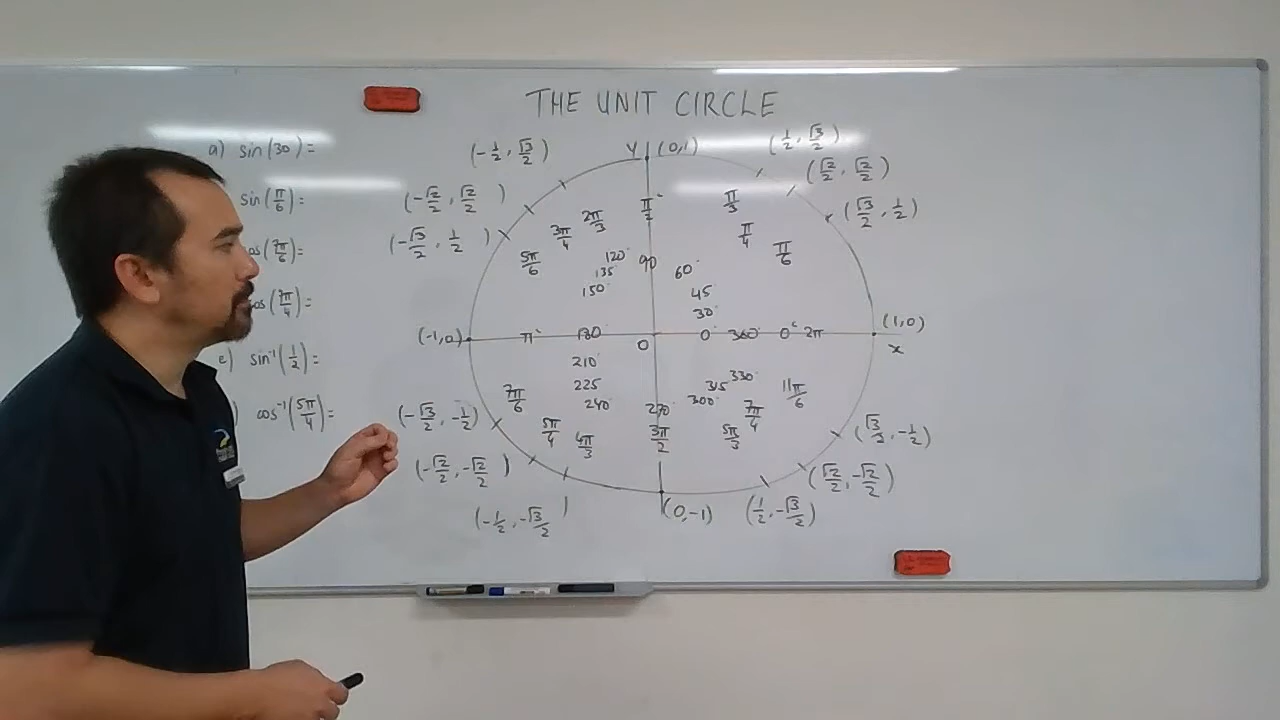 THE UNIT CIRCLE
a) sin(30°) =
sin(π/6) =
cos(7π/6) =
cos(7π/4) =
e) sin⁻¹(1/2) =
) cos⁻¹(5π/4) =
y (0,1)
(-1/2, √3/2)
(-√2/2, √2/2)
(-√3/2, 1/2)
(1/2, √3/2)
(√2/2, √2/2)
(√3/2, 1/2)
2π/3
3π/4
5π/6
π/2
π/3
π/4
π/6
120°
135°
150°
90
60°
45
30°
(-1,0) πᶜ 180° 0 0° 360° 0ᶜ 2π (1,0)
x
210°
225
240°
7π/6
5π/4
4π/3
270°
3π/2
330°
315
300°
11π/6
7π/4
5π/3
(-√3/2, -1/2)
(-√2/2, -√2/2)
(-1/2, -√3/2)
(0,-1)
(1/2, -√3/2)
(√2/2, -√2/2)
(√3/2, -1/2)